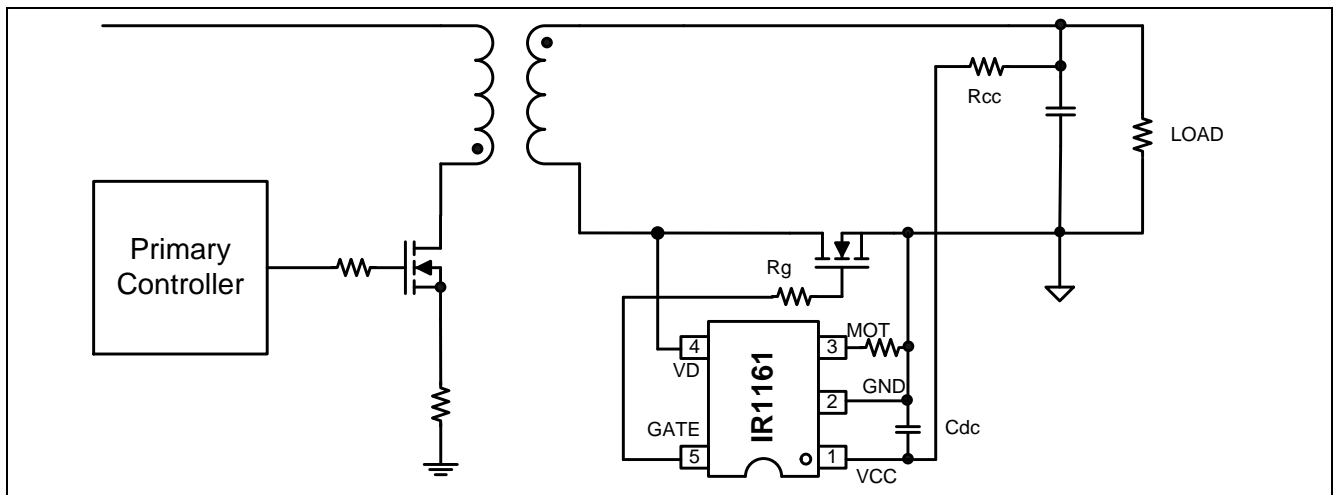 Rcc
LOAD
Primary
Controller
Rg
MOT
4
3
VD
GND
IR1161
2
GATE
Cdc
5
1
VCC